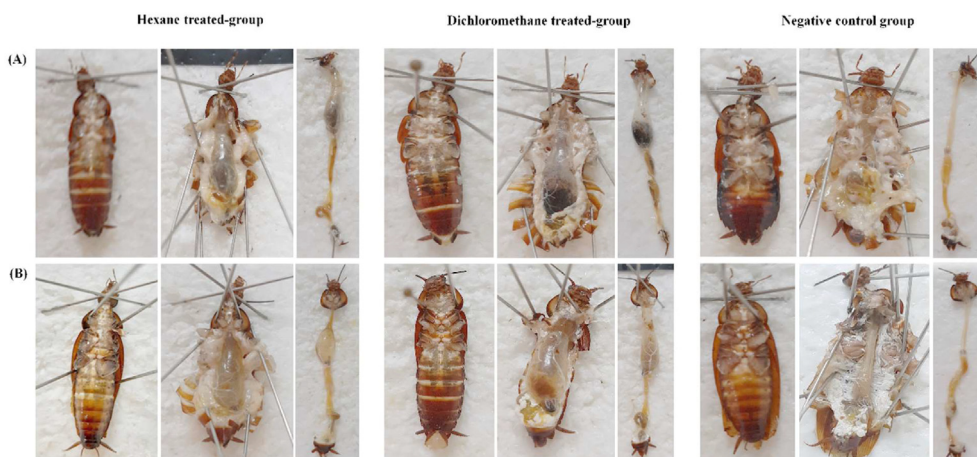 Hexane treated-group
Dichloromethane treated-group
Negative control group
(A)
(B)